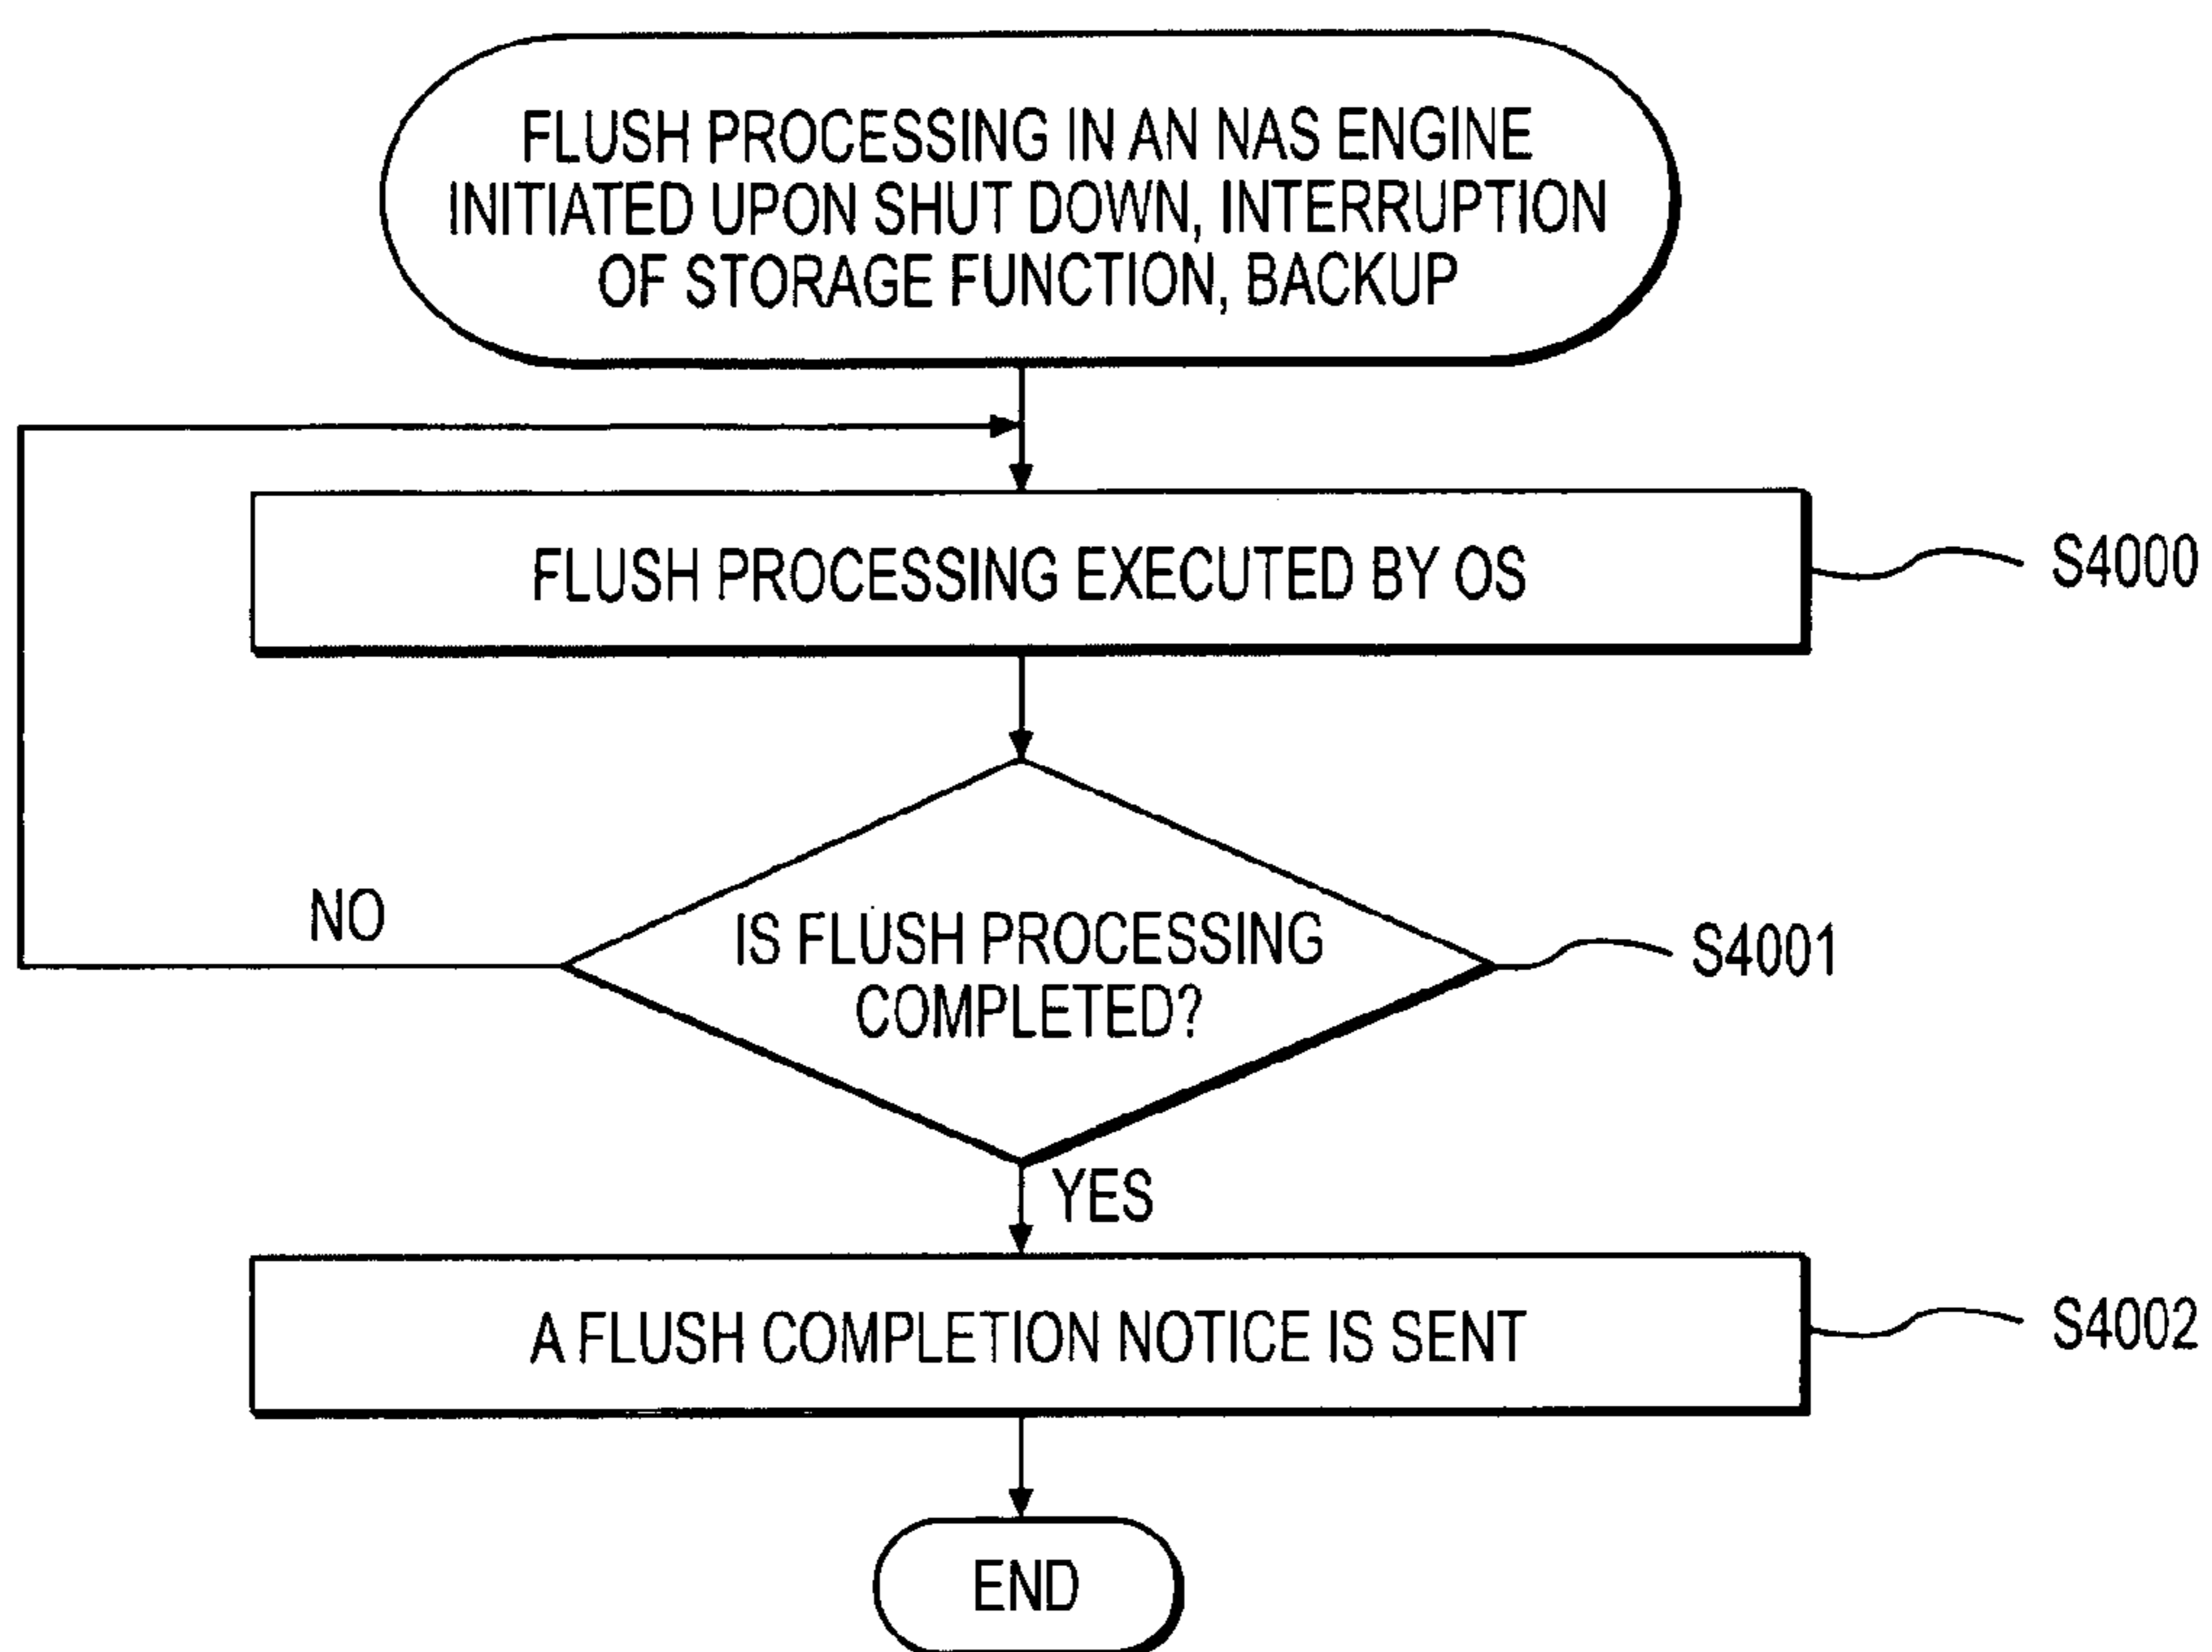 FLUSH PROCESSING IN AN NAS ENGINE
INITIATED UPON SHUT DOWN, INTERRUPTION
OF STORAGE FUNCTION, BACKUP
FLUSH PROCESSING EXECUTED BY OS
S4000
NO
IS FLUSH PROCESSING
COMPLETED?
S4001
YES
A FLUSH COMPLETION NOTICE IS SENT
S4002
END